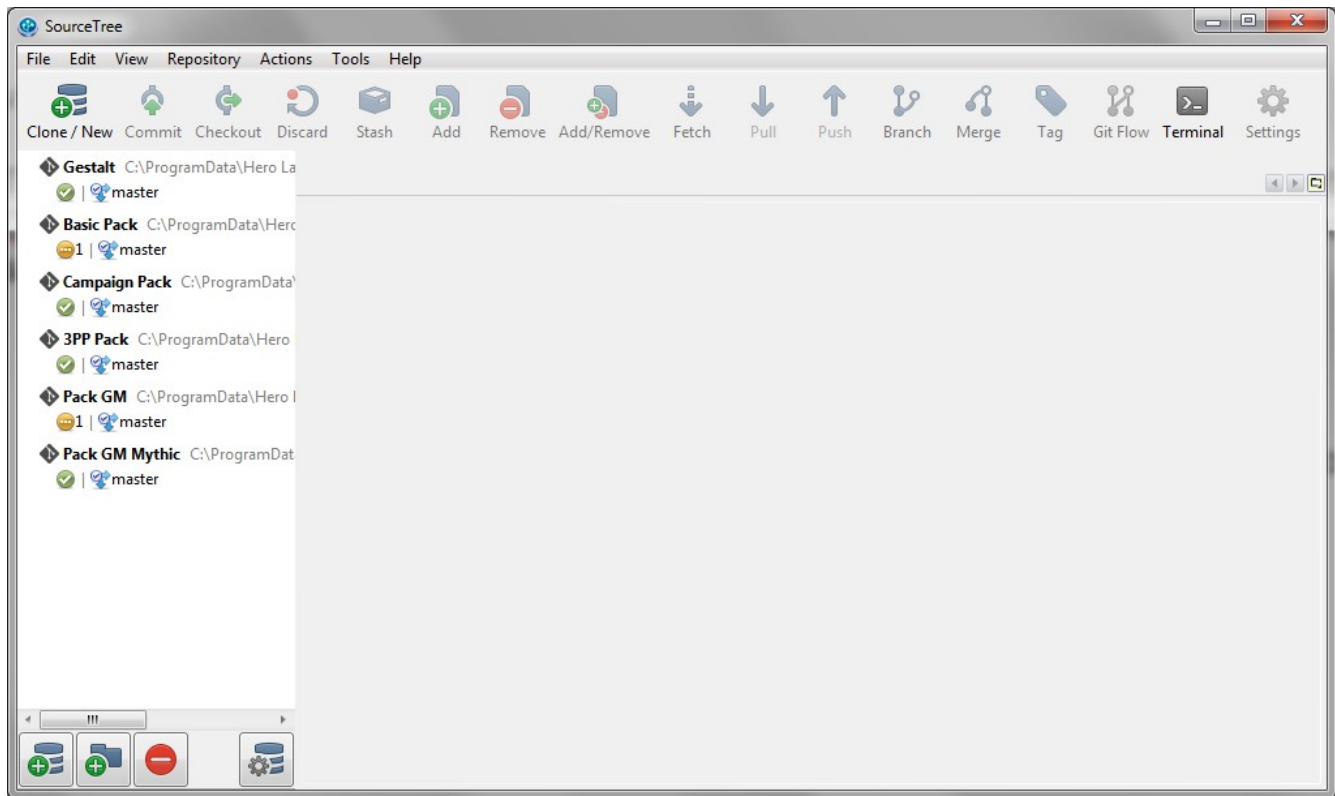 SourceTree
File Edit View Repository Actions Tools Help
Clone / New Commit Checkout Discard Stash Add Remove Add/Remove Fetch Pull Push Branch Merge Tag Git Flow Terminal Settings
Gestalt C:\ProgramData\Hero La
| master
Basic Pack C:\ProgramData\Herc
1 | master
Campaign Pack C:\ProgramData\
| master
3PP Pack C:\ProgramData\Hero
| master
Pack GM C:\ProgramData\Hero l
1 | master
Pack GM Mythic C:\ProgramDat
| master